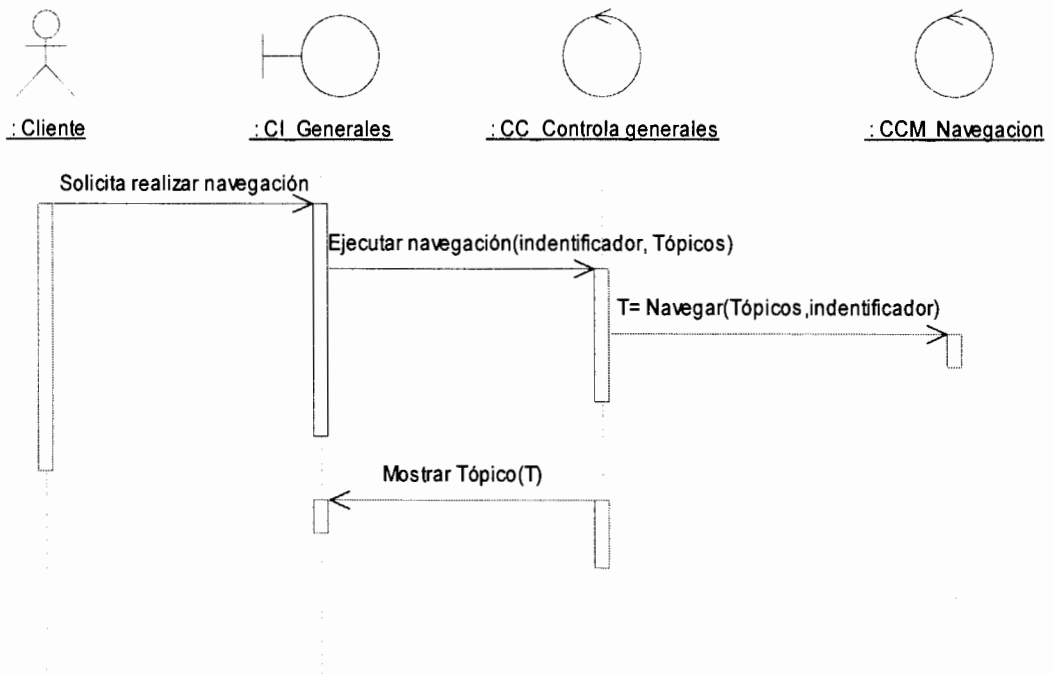 : Cliente
: CI_Generales
: CC_Controla generales
: CCM_Navegacion
Solicita realizar navegación
Ejecutar navegación(indentificador, Tópicos)
T= Navegar(Tópicos,indentificador)
Mostrar Tópico(T)